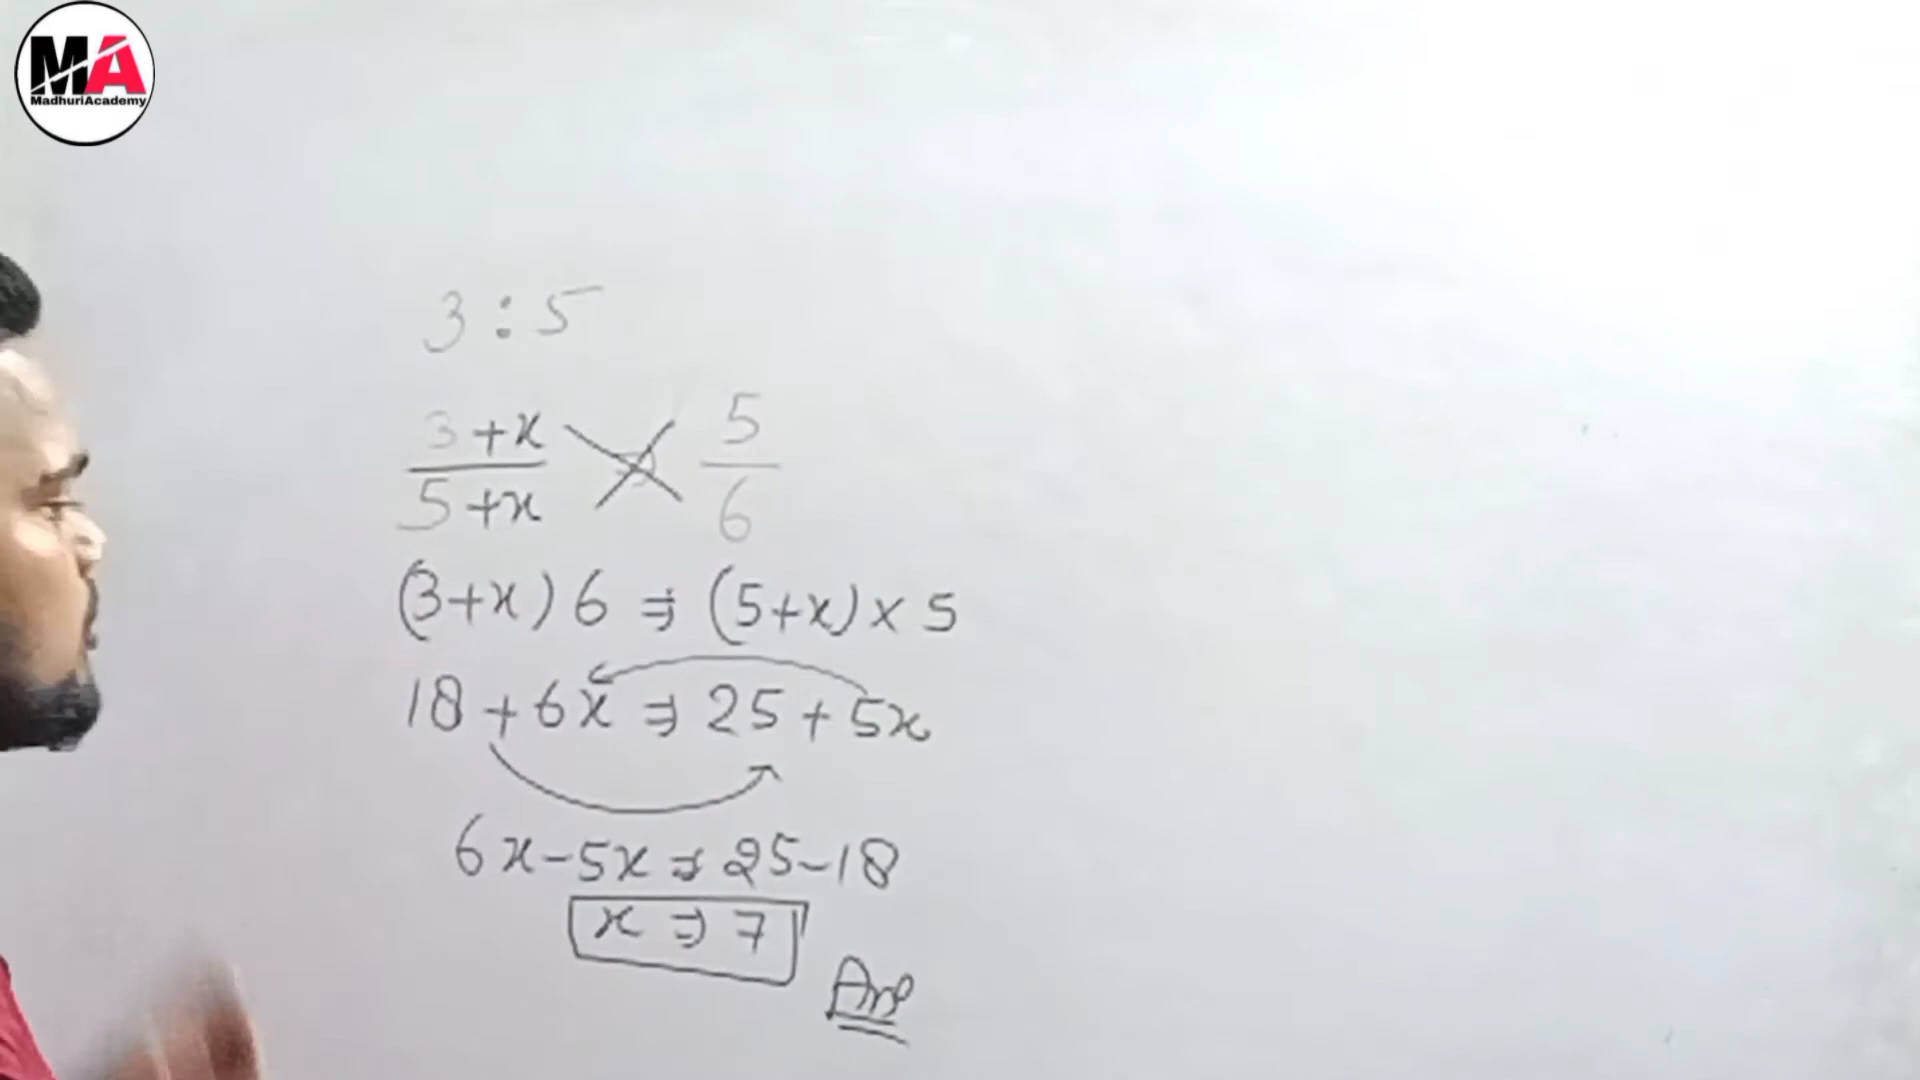 MA
MadhuriAcademy
3 : 5
3+x / 5+x ⇒ 5 / 6
(3+x) 6 ⇒ (5+x) × 5
18 + 6x ⇒ 25 + 5x
6x - 5x ⇒ 25 - 18
x ⇒ 7
Ans